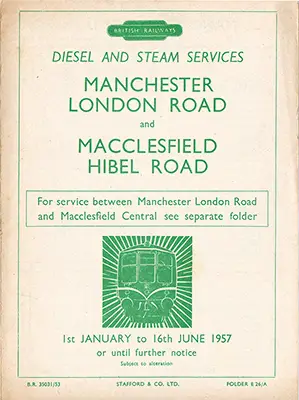 BRITISH RAILWAYS
DIESEL AND STEAM SERVICES
MANCHESTER
LONDON ROAD
and
MACCLESFIELD
HIBEL ROAD
For service between Manchester London Road
and Macclesfield Central see separate folder
1st JANUARY to 16th JUNE 1957
or until further notice
Subject to alteration
B.R. 35031/53
STAFFORD & CO. LTD.
FOLDER E 26/A